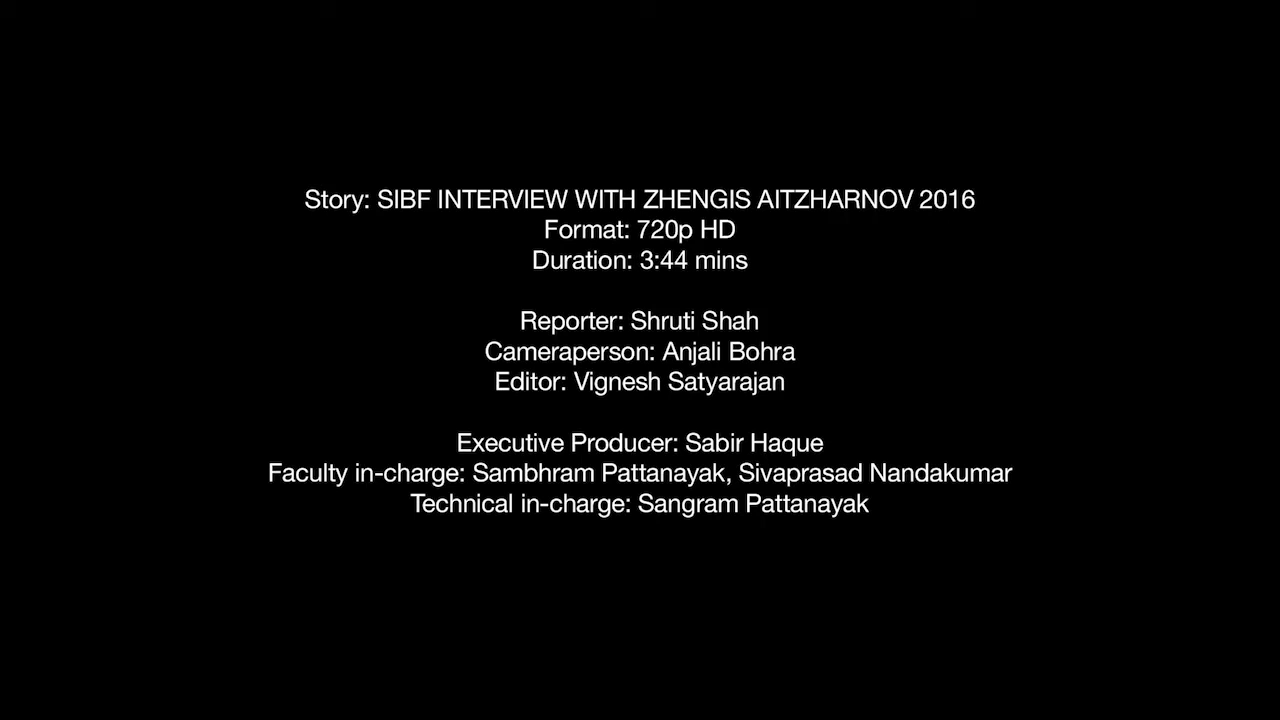 Story: SIBF INTERVIEW WITH ZHENGIS AITZHARNOV 2016
Format: 720p HD
Duration: 3:44 mins
Reporter: Shruti Shah
Cameraperson: Anjali Bohra
Editor: Vignesh Satyarajan
Executive Producer: Sabir Haque
Faculty in-charge: Sambhram Pattanayak, Sivaprasad Nandakumar
Technical in-charge: Sangram Pattanayak